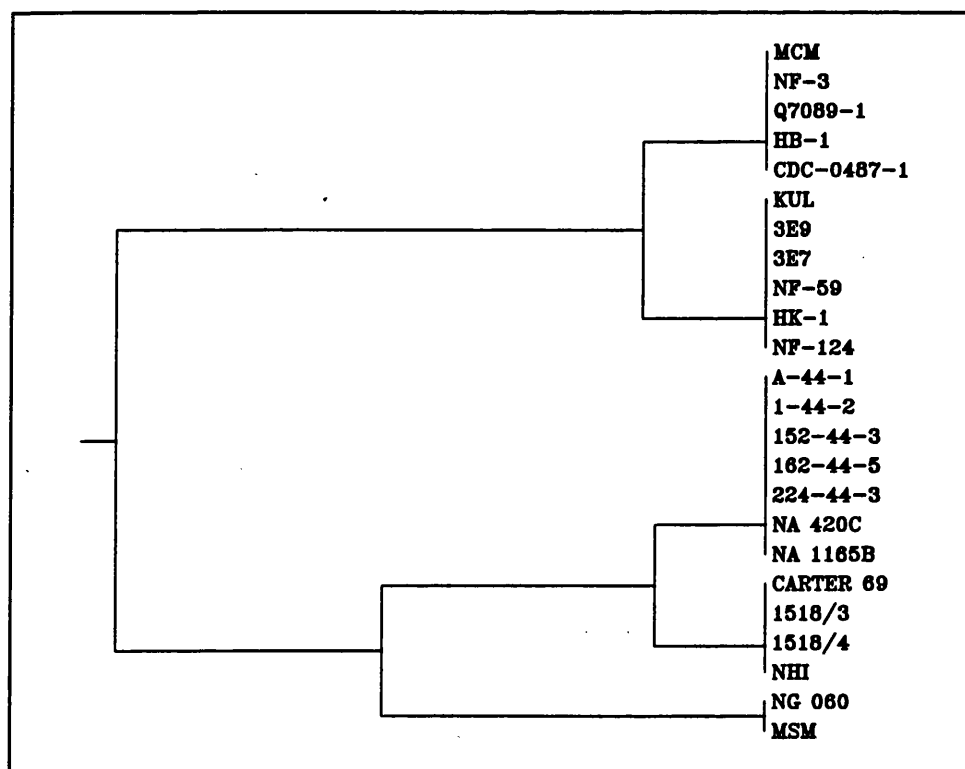 MCM
NF-3
Q7089-1
HB-1
CDC-0487-1
KUL
3E9
3E7
NF-59
HK-1
NF-124
A-44-1
1-44-2
152-44-3
162-44-5
224-44-3
NA 420C
NA 1165B
CARTER 69
1518/3
1518/4
NHI
NG 060
MSM